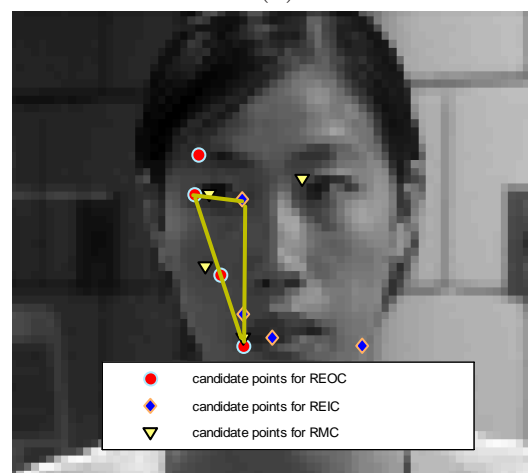 candidate points for REOC
candidate points for REIC
candidate points for RMC